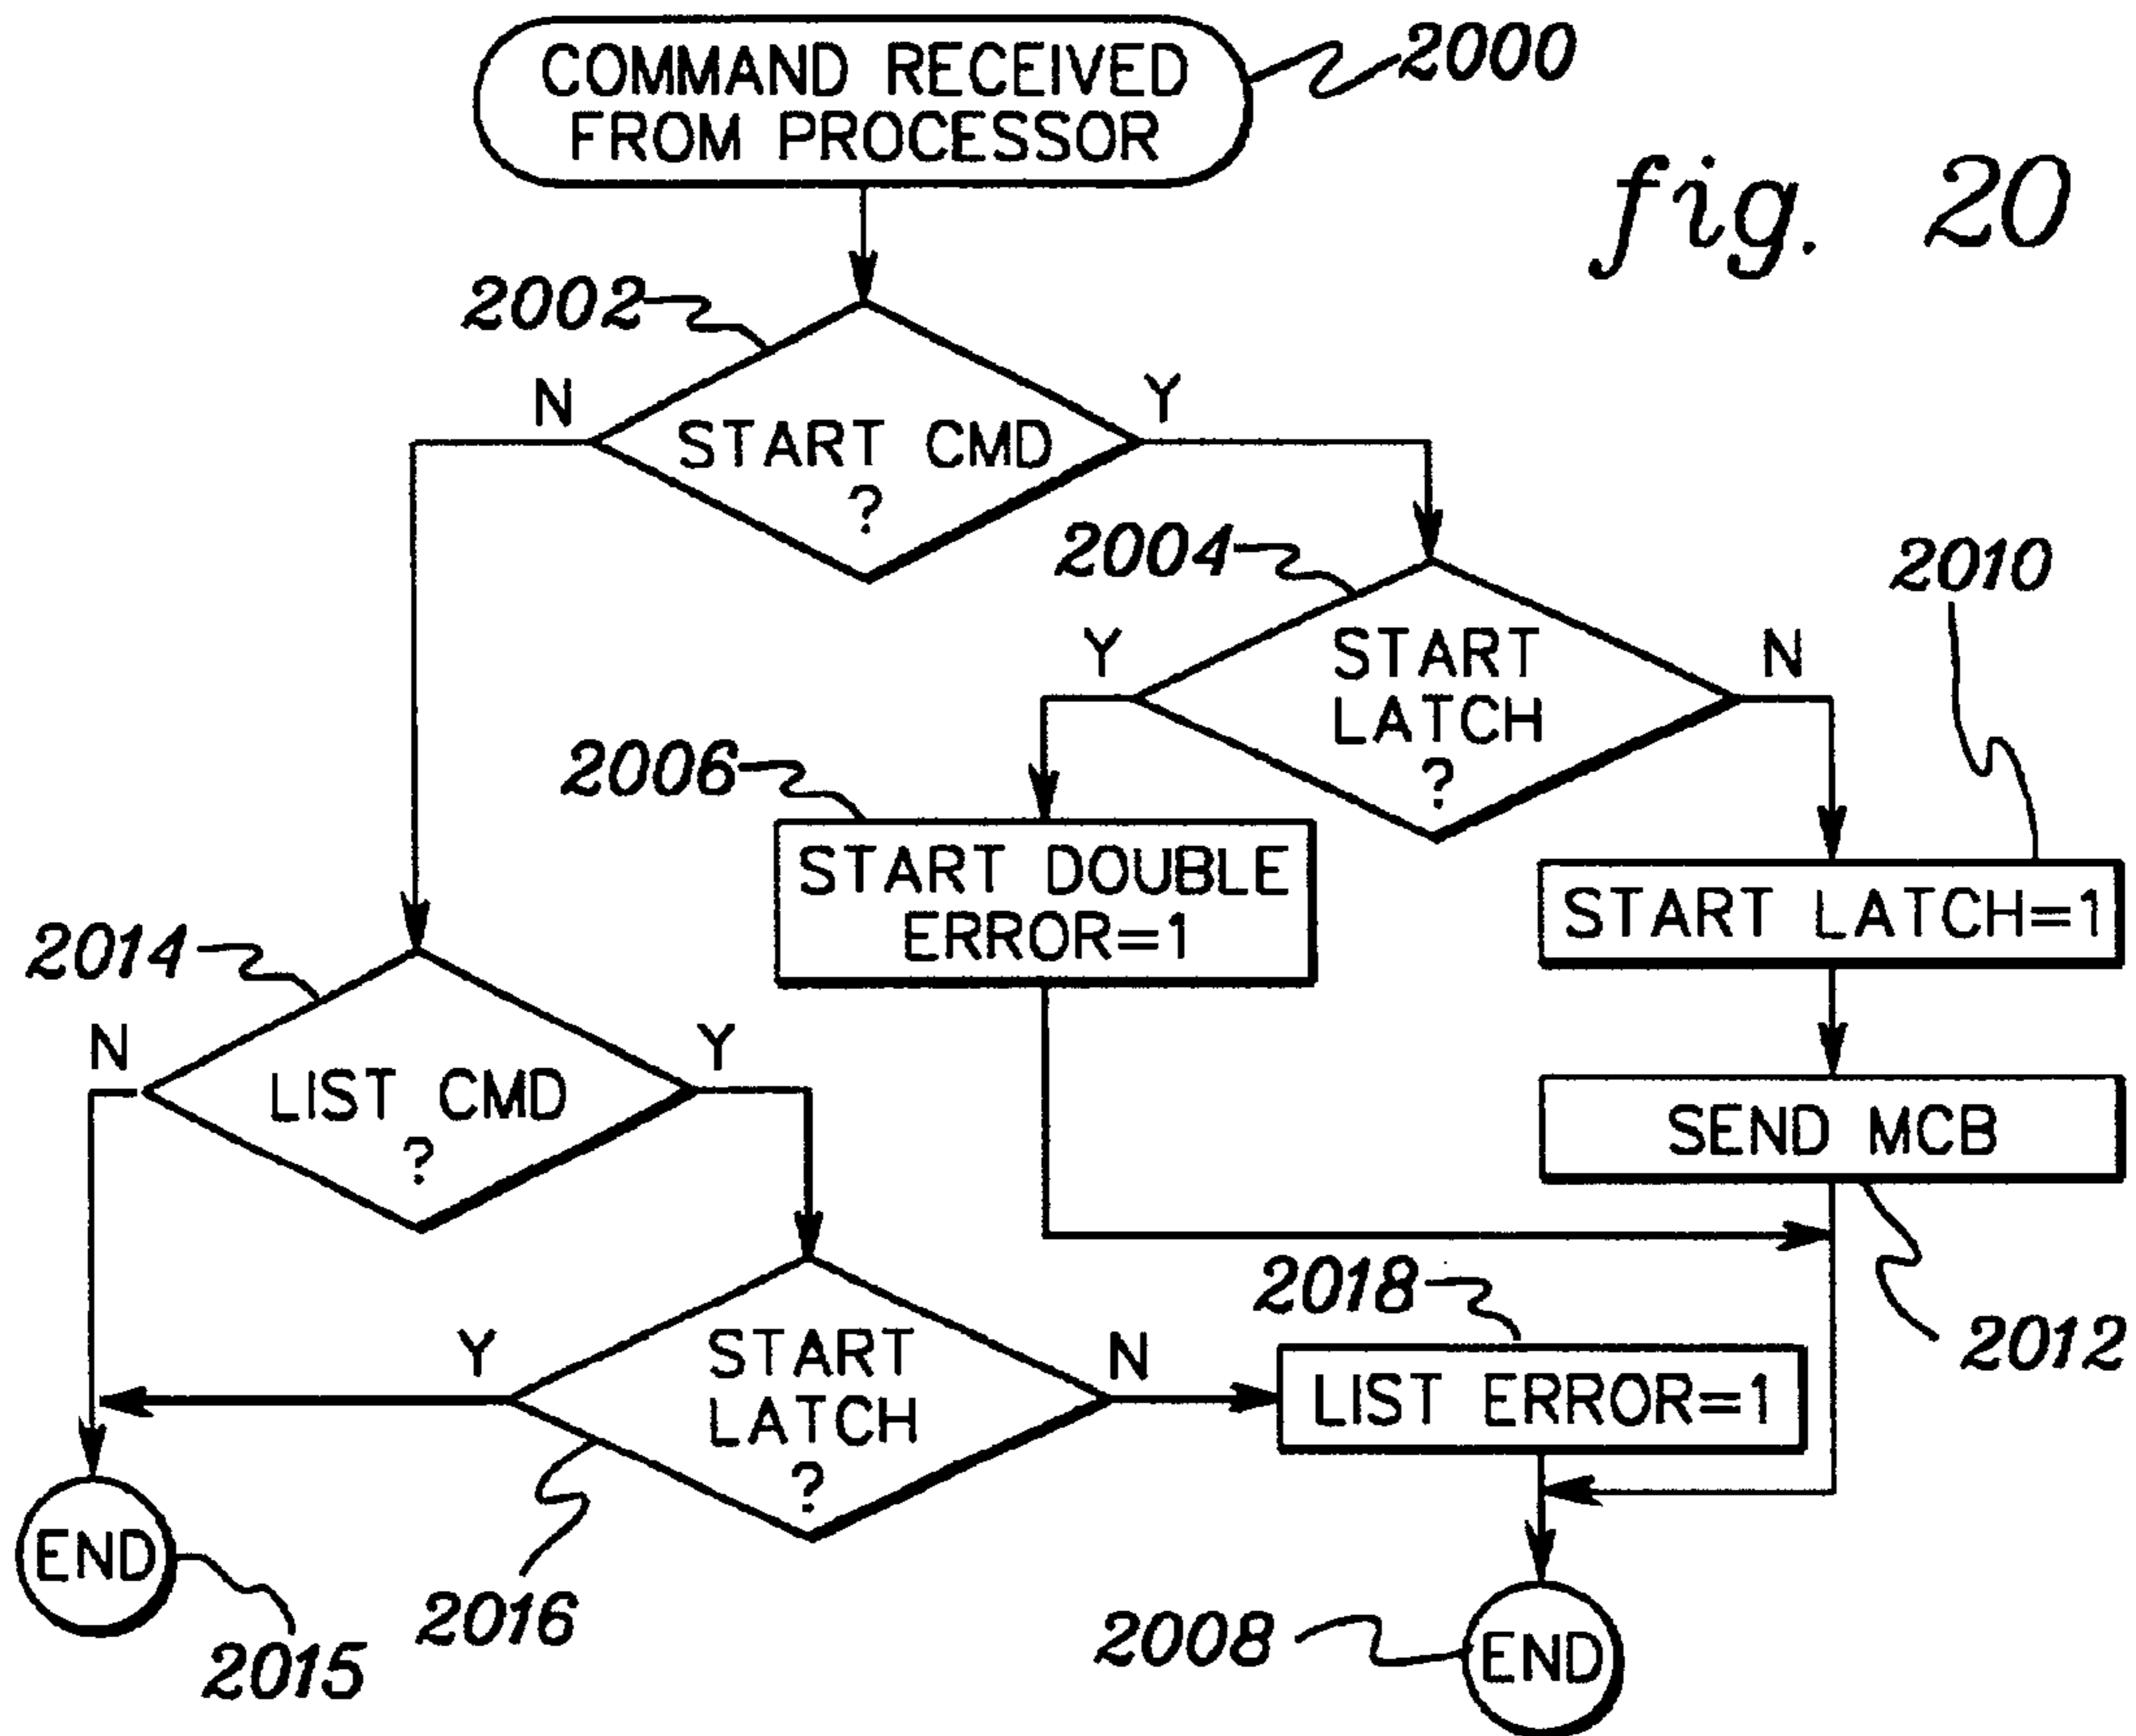 COMMAND RECEIVED
FROM PROCESSOR
2000
fig. 20
2002
N
Y
START CMD
?
2004
2010
Y
START
LATCH
?
N
2006
START DOUBLE
ERROR=1
START LATCH=1
2014
N
Y
LIST CMD
?
SEND MCB
2018
2012
Y
START
LATCH
?
N
LIST ERROR=1
END
2016
2015
2008
END